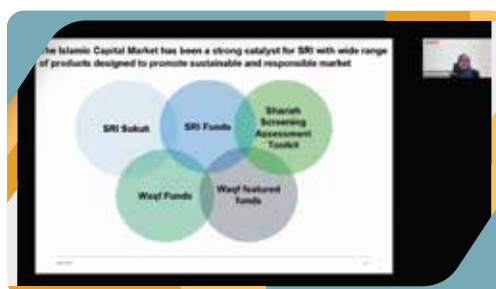 The Islamic Capital Market has been a strong catalyst for SRI with wide range
of products designed to promote sustainable and responsible market
SRI Sukuk
SRI Funds
Shariah
Screening
Assessment
Toolkit
Waqf Funds
Waqf featured
funds